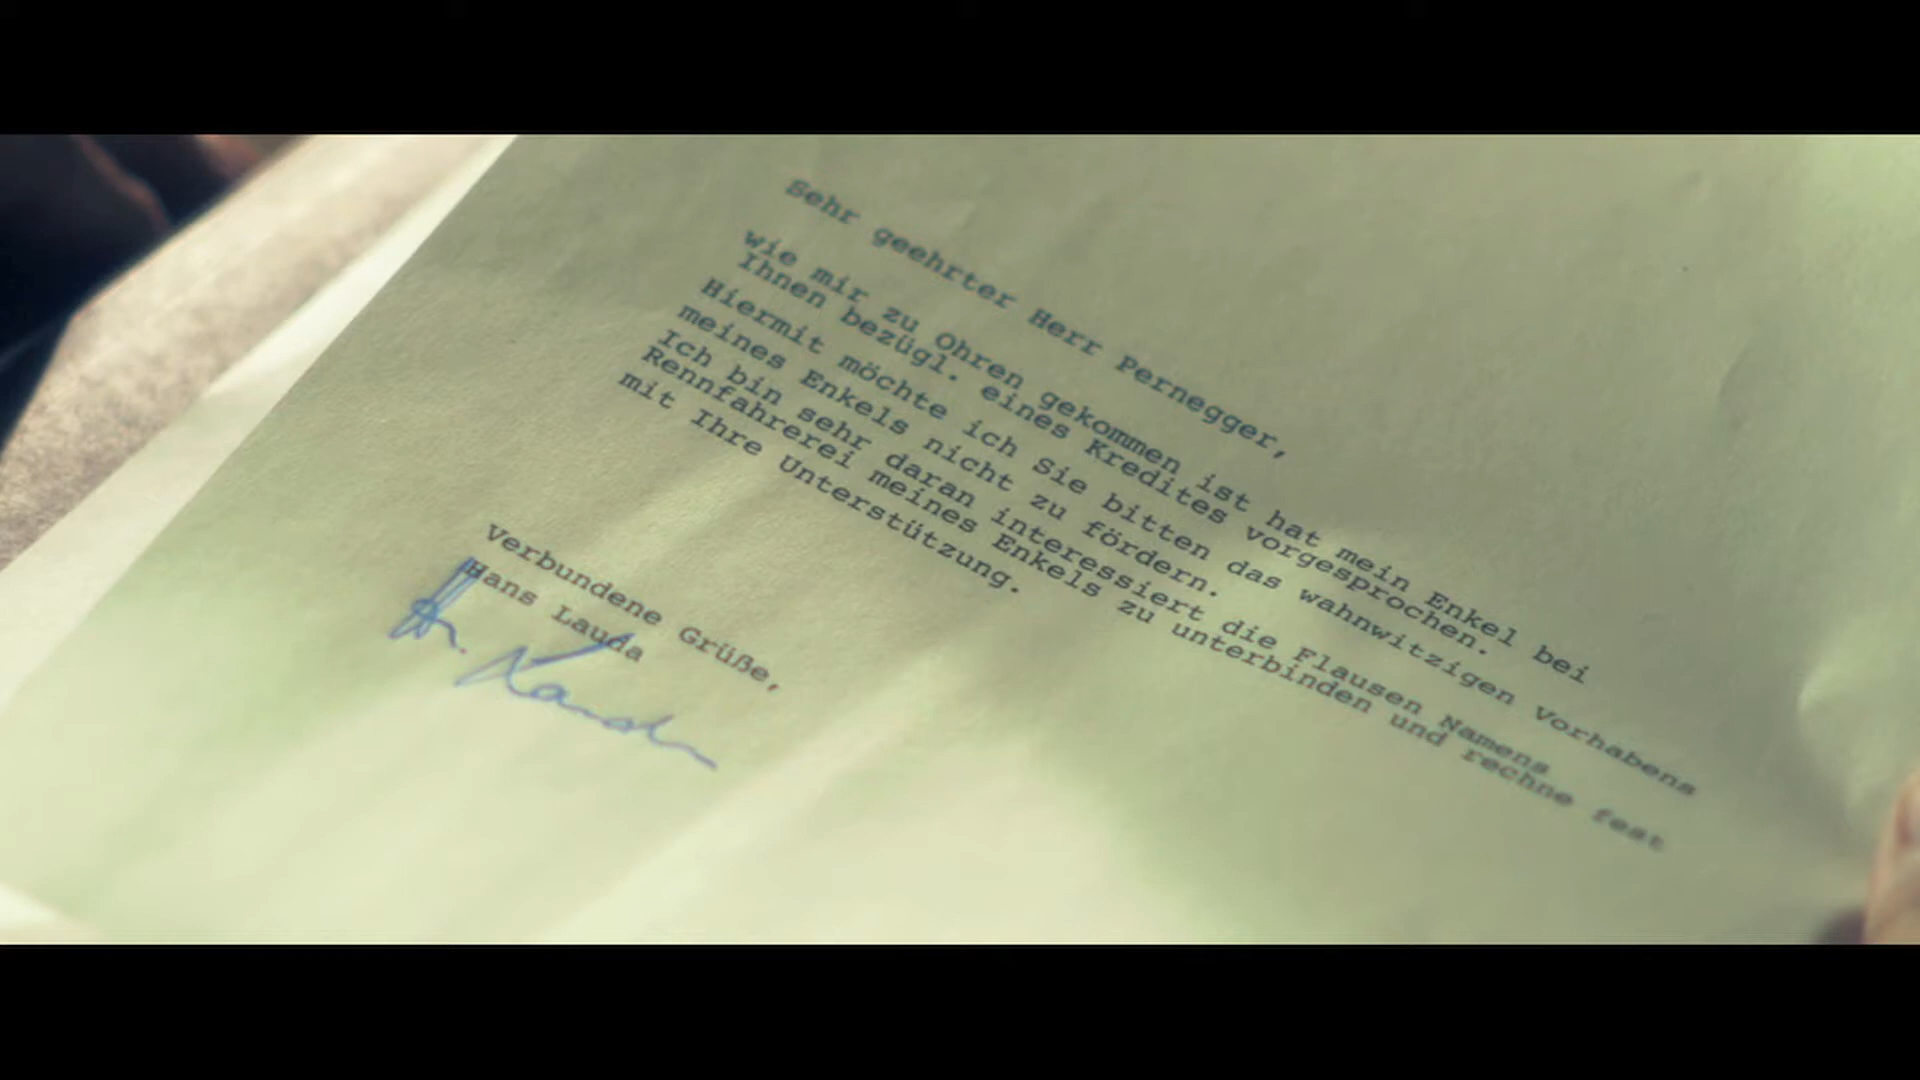 Sehr geehrter Herr Pernegger,
wie mir zu Ohren gekommen ist hat mein Enkel bei
Ihnen bezügl. eines Kredites vorgesprochen.
Hiermit möchte ich Sie bitten das wahnwitzigen Vorhabens
meines Enkels nicht zu fördern.
Ich bin sehr daran interessiert die Flausen Namens
Rennfahrerei meines Enkels zu unterbinden und rechne fest
mit Ihre Unterstützung.
Verbundene Grüße,
Hans Lauda
H. Lauda